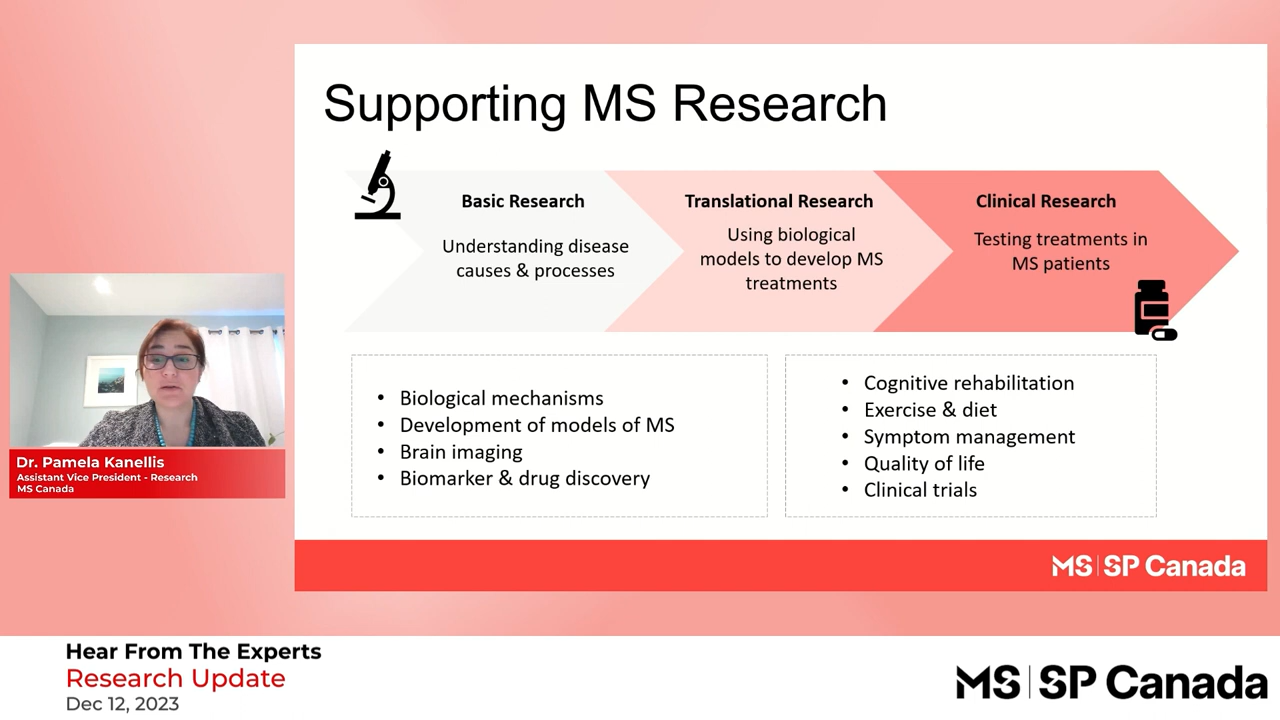 Supporting MS Research
Basic Research
Understanding disease
causes & processes
Translational Research
Using biological
models to develop MS
treatments
Clinical Research
Testing treatments in
MS patients
• Biological mechanisms
• Development of models of MS
• Brain imaging
• Biomarker & drug discovery
• Cognitive rehabilitation
• Exercise & diet
• Symptom management
• Quality of life
• Clinical trials
MS | SP Canada
Dr. Pamela Kanellis
Assistant Vice President - Research
MS Canada
Hear From The Experts
Research Update
Dec 12, 2023
MS | SP Canada